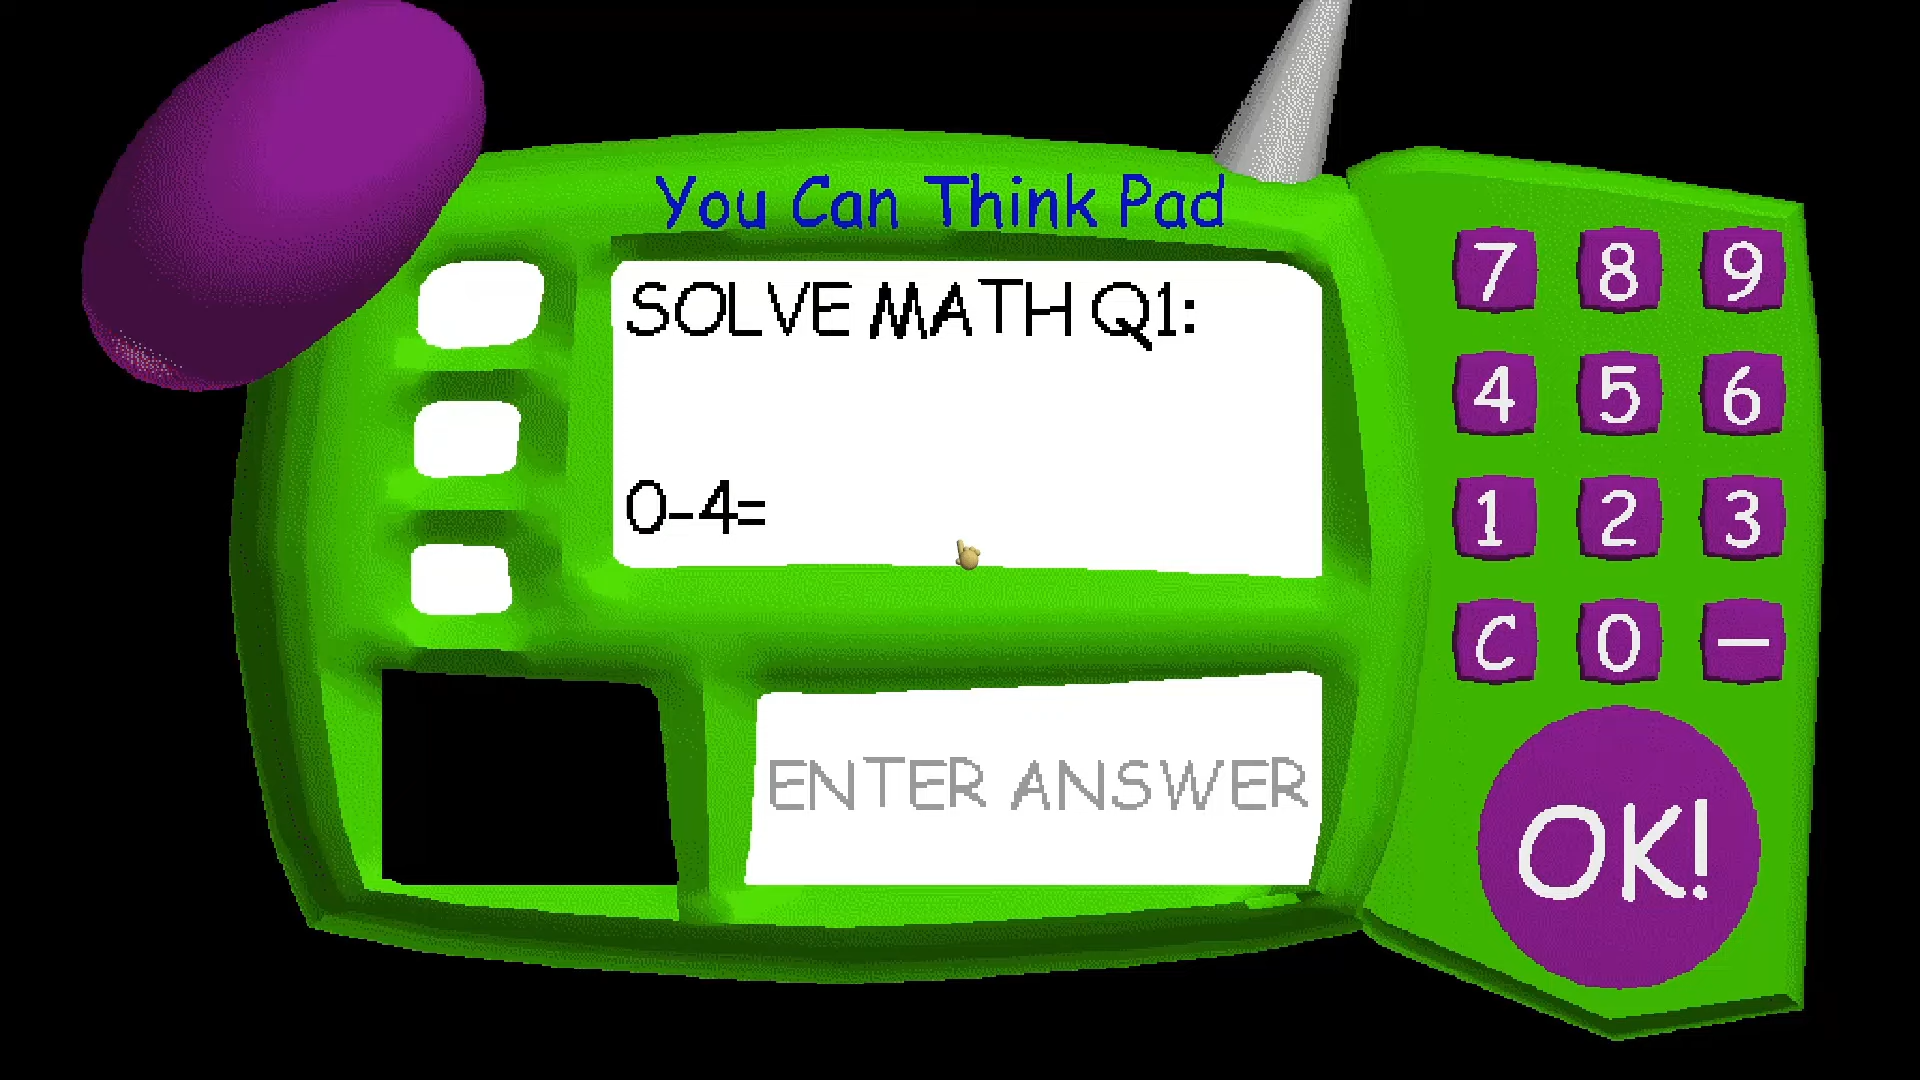 You Can Think Pad
SOLVE MATH Q1:
0-4=
ENTER ANSWER
7 8 9
4 5 6
1 2 3
C 0 —
OK!